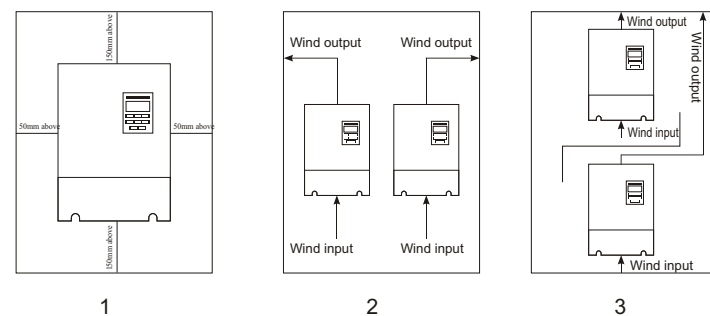 150mm above
50mm above
50mm above
150mm above
1
Wind output
Wind output
Wind input
Wind input
2
Wind output
Wind output
Wind input
Wind input
3